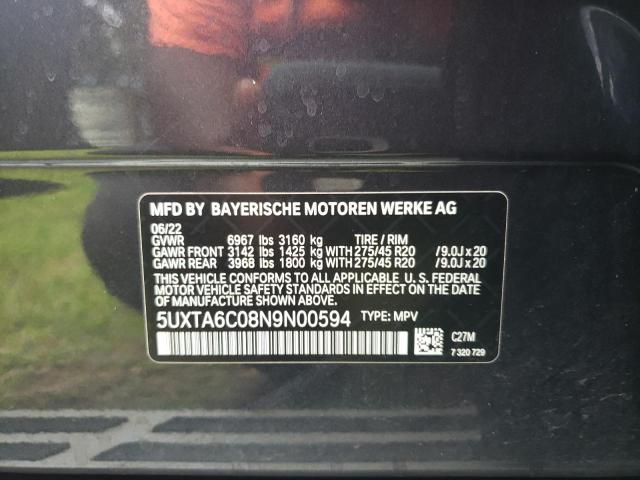 MFD BY BAYERISCHE MOTOREN WERKE AG
06/22
GVWR 6967 lbs 3160 kg TIRE / RIM
GAWR FRONT 3142 lbs 1425 kg WITH 275/45 R20 /9.0J x 20
GAWR REAR 3968 lbs 1800 kg WITH 275/45 R20 /9.0J x 20
THIS VEHICLE CONFORMS TO ALL APPLICABLE U. S. FEDERAL
MOTOR VEHICLE SAFETY STANDARDS IN EFFECT ON THE
DATE OF MANUFACTURE SHOWN ABOVE.
5UXTA6C08N9N00594 TYPE: MPV
C27M
7 320 729